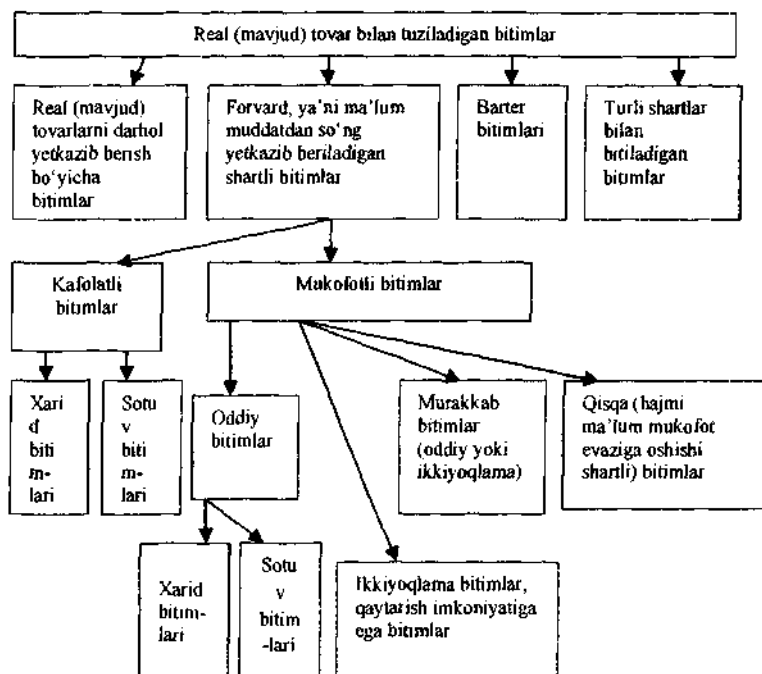 Real (mavjud) tovar bilan tuziladigan bitimlar
Real (mavjud)
tovarlarni darhol
yetkazib berish
bo‘yicha
bitimlar
Forvard, ya’ni ma’lum
muddatdan so‘ng
yetkazib beriladigan
shartli bitimlar
Barter
bitimlari
Turli shartlar
bilan
bitiladigan
bitimlar
Kafolatli
bitimlar
Mukofotli bitimlar
Xari
d
biti
m-
lari
Sotu
v
biti
m-
lari
Oddiy
bitimlar
Murakkab
bitimlar
(oddiy yoki
ikkiyoqlama)
Qisqa (hajmi
ma’lum mukofot
evaziga oshishi
shartli) bitimlar
Xarid
bitim-
lari
Sotu
v
bitim
-lari
Ikkiyoqlama bitimlar,
qaytarish imkoniyatiga
ega bitimlar